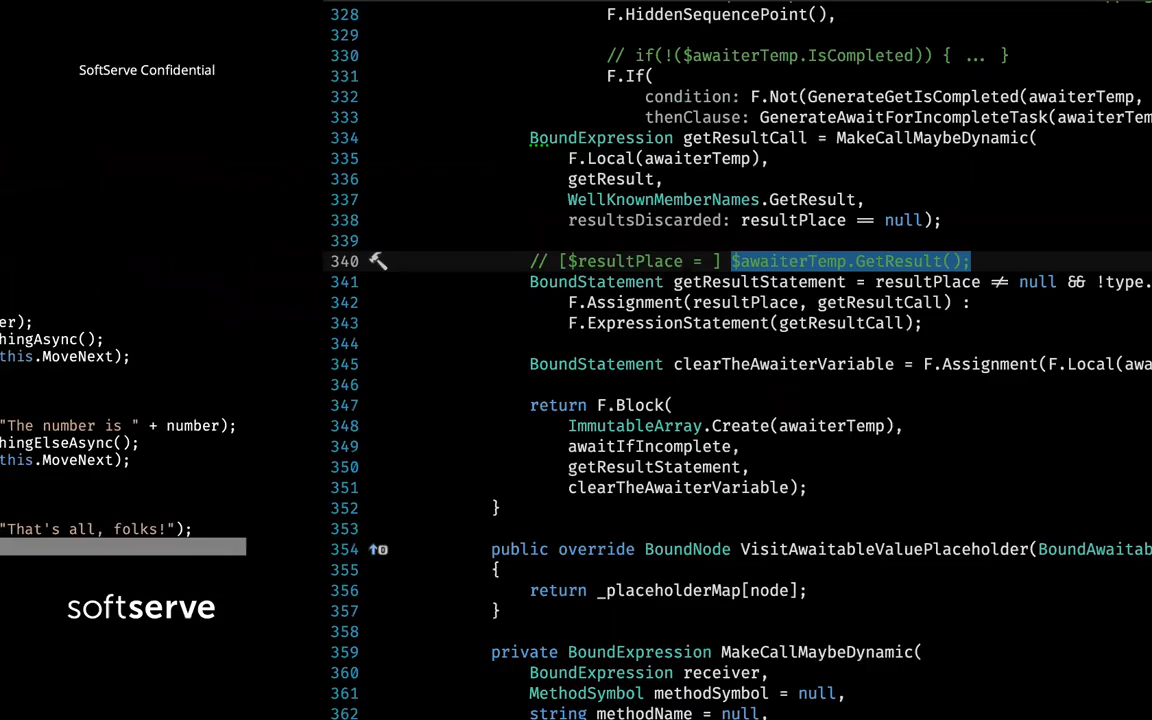 SoftServe Confidential
er);
hingAsync();
this.MoveNext);
"The number is " + number);
hingElseAsync();
this.MoveNext);
"That's all, folks!");
softserve
328 F.HiddenSequencePoint(),
329
330 // if(!($awaiterTemp.IsCompleted)) { ... }
331 F.If(
332 condition: F.Not(GenerateGetIsCompleted(awaiterTemp,
333 thenClause: GenerateAwaitForIncompleteTask(awaiterTem
334 BoundExpression getResultCall = MakeCallMaybeDynamic(
335 F.Local(awaiterTemp),
336 getResult,
337 WellKnownMemberNames.GetResult,
338 resultsDiscarded: resultPlace == null);
339
340 // [$resultPlace = ] $awaiterTemp.GetResult();
341 BoundStatement getResultStatement = resultPlace != null && !type.
342 F.Assignment(resultPlace, getResultCall) :
343 F.ExpressionStatement(getResultCall);
344
345 BoundStatement clearTheAwaiterVariable = F.Assignment(F.Local(awa
346
347 return F.Block(
348 ImmutableArray.Create(awaiterTemp),
349 awaitIfIncomplete,
350 getResultStatement,
351 clearTheAwaiterVariable);
352 }
353
354 public override BoundNode VisitAwaitableValuePlaceholder(BoundAwaitab
355 {
356 return _placeholderMap[node];
357 }
358
359 private BoundExpression MakeCallMaybeDynamic(
360 BoundExpression receiver,
361 MethodSymbol methodSymbol = null,
362 string methodName = null,